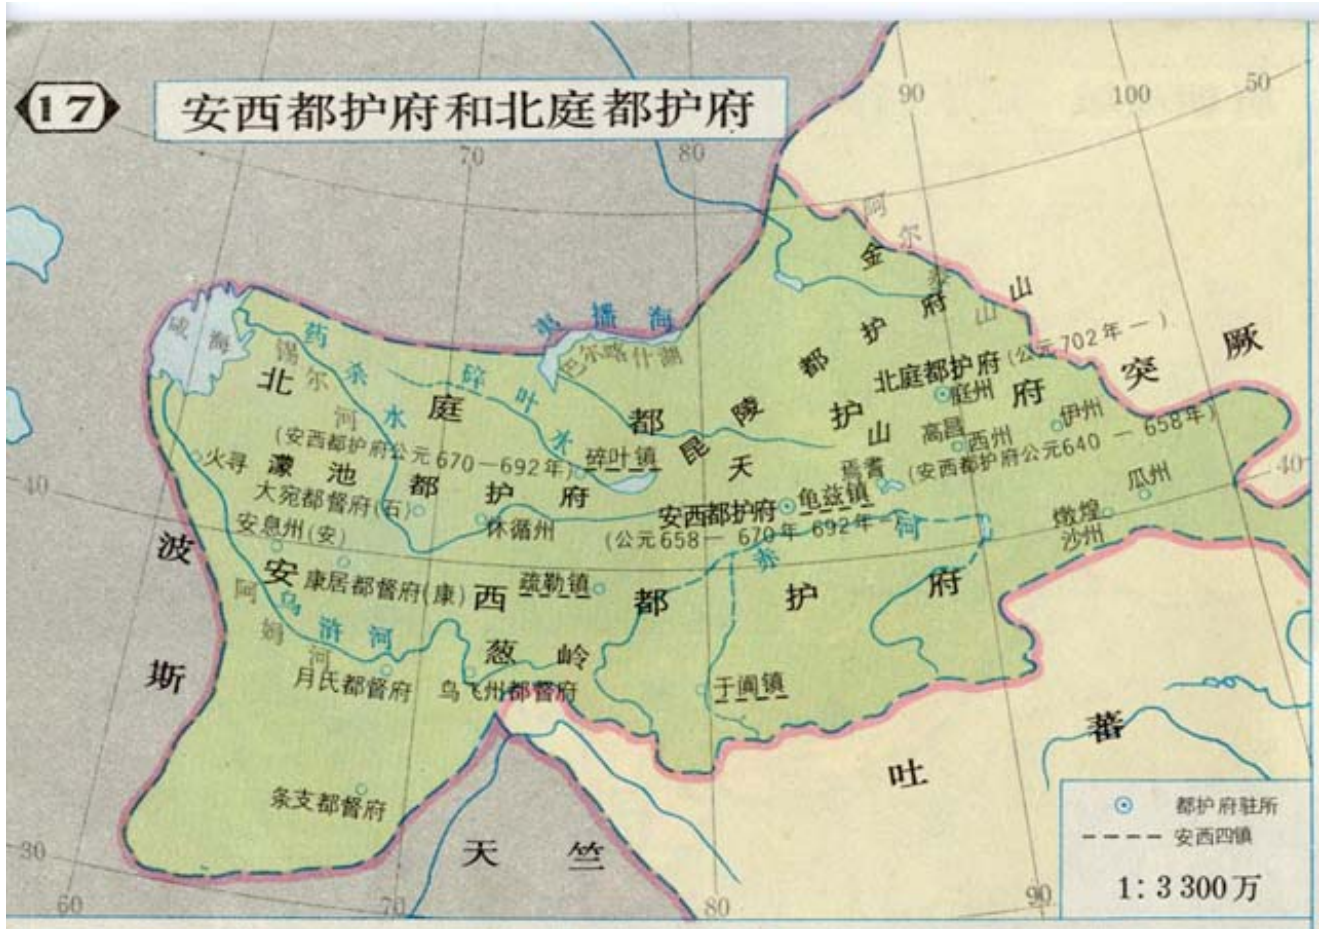 17
安西都护府和北庭都护府
70
80
90
100
50
阿尔泰山
金山
突厥
咸海
药杀水
锡尔河
碎叶水
夷播海
巴尔喀什湖
北庭都护府
昆陵都护府
北庭都护府
(公元702年一)
庭州
天山
高昌
西州
伊州
(安西都护府公元640一658年)
焉耆
瓜州
燉煌
沙州
40
(安西都护府公元670一692年)
碎叶镇
濛池都护府
火寻
大宛都督府(石)
休循州
安西都护府
龟兹镇
(公元658一670年 692年一)
赤河
40
安息州(安)
康居都督府(康)
疏勒镇
安西都护府
波斯
阿姆河
乌浒河
葱岭
月氏都督府
鸟飞州都督府
于阗镇
条支都督府
天竺
吐蕃
30
60
70
80
90
都护府驻所
安西四镇
1:3300万